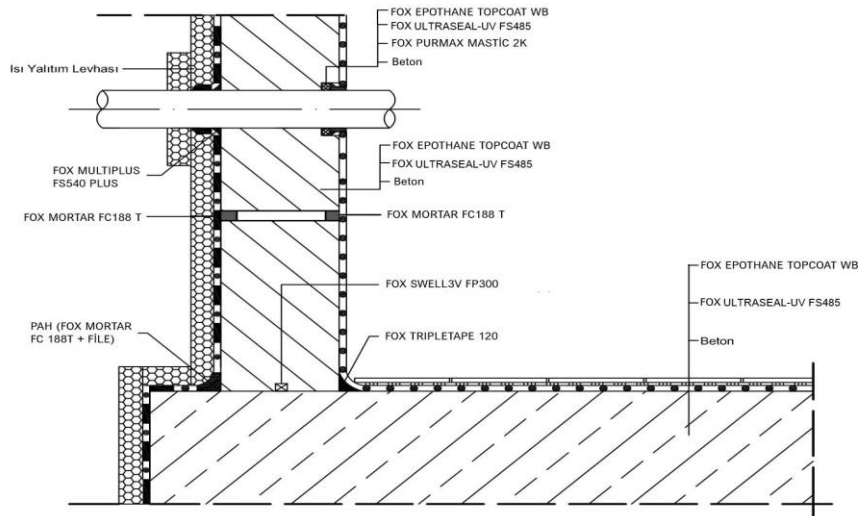 FOX EPOTHANE TOPCOAT WB
FOX ULTRASEAL-UV FS485
FOX PURMAX MASTİC 2K
Beton
Isı Yalıtım Levhası
FOX EPOTHANE TOPCOAT WB
FOX ULTRASEAL-UV FS485
Beton
FOX MULTIPLUS
FS540 PLUS
FOX MORTAR FC188 T
FOX MORTAR FC188 T
FOX EPOTHANE TOPCOAT WB
FOX ULTRASEAL-UV FS485
Beton
FOX SWELL3V FP300
PAH (FOX MORTAR
FC 188T + FİLE)
FOX TRIPLETAPE 120